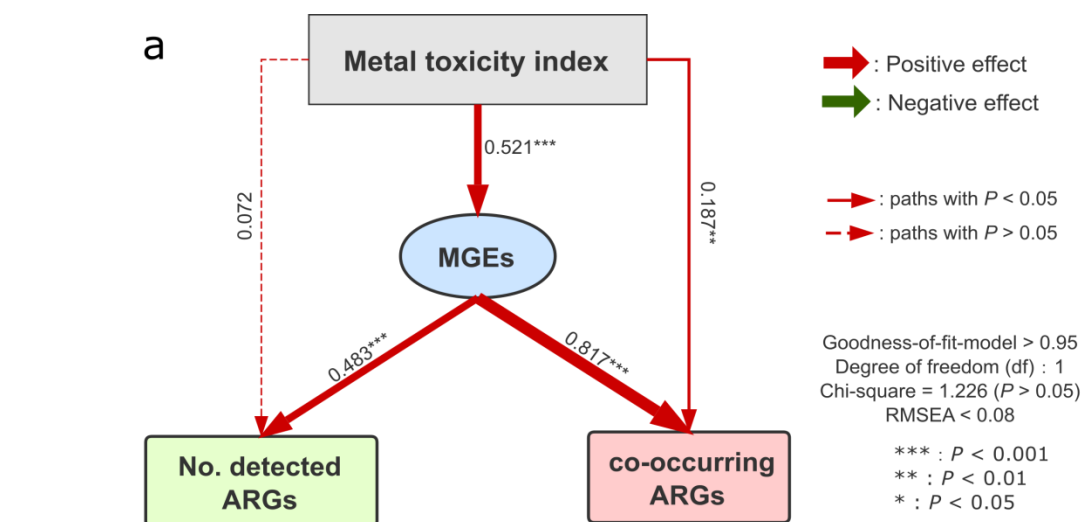 a
Metal toxicity index
: Positive effect
: Negative effect
0.521***
0.072
0.187**
: paths with P < 0.05
: paths with P > 0.05
MGEs
0.483***
0.817***
Goodness-of-fit-model > 0.95
Degree of freedom (df) : 1
Chi-square = 1.226 (P > 0.05)
RMSEA < 0.08
*** : P < 0.001
** : P < 0.01
* : P < 0.05
No. detected
ARGs
co-occurring
ARGs